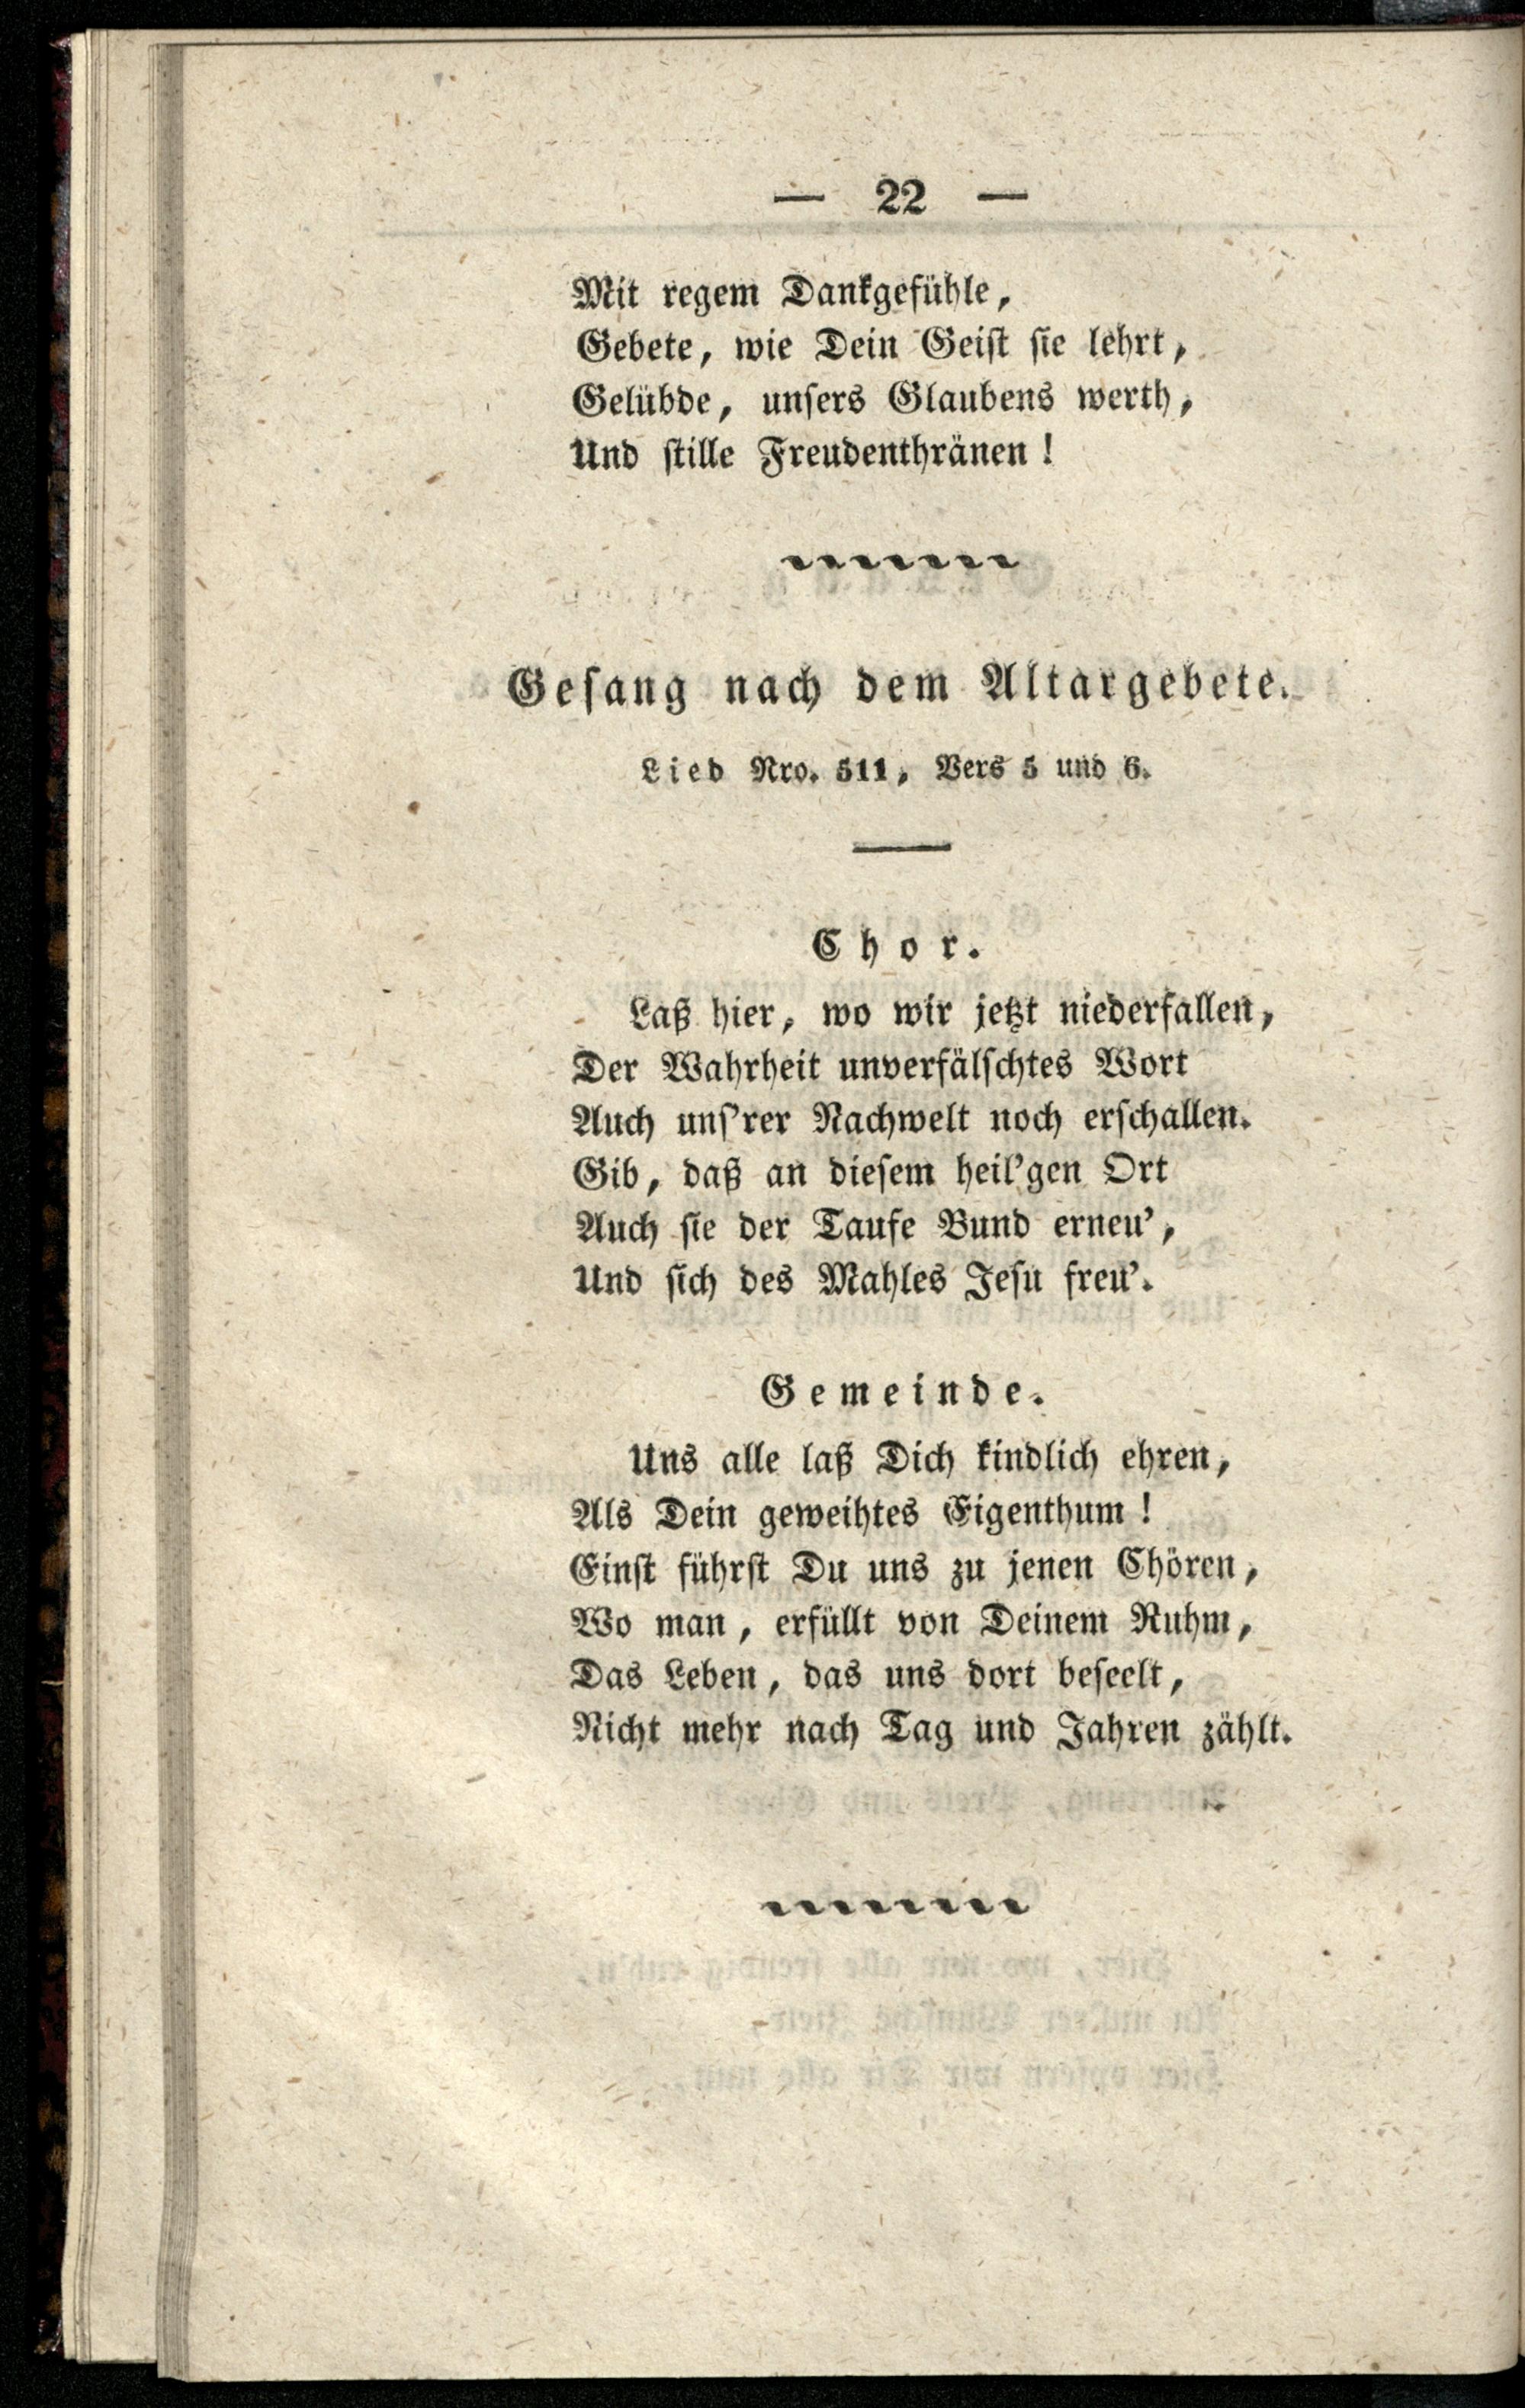 — 22 —
Mit regem Dankgefühle,
Gebete, wie Dein Geist sie lehrt,
Gelübde, unsers Glaubens werth,
Und stille Freudenthränen!
Gesang nach dem Altargebete.
Lied Nro. 511, Vers 5 und 6.
Chor.
Laß hier, wo wir jetzt niederfallen,
Der Wahrheit unverfälschtes Wort
Auch uns'rer Nachwelt noch erschallen.
Gib, daß an diesem heil'gen Ort
Auch sie der Taufe Bund erneu',
Und sich des Mahles Jesu freu'.
Gemeinde.
Uns alle laß Dich kindlich ehren,
Als Dein geweihtes Eigenthum!
Einst führst Du uns zu jenen Chören,
Wo man, erfüllt von Deinem Ruhm,
Das Leben, das uns dort beseelt,
Nicht mehr nach Tag und Jahren zählt.